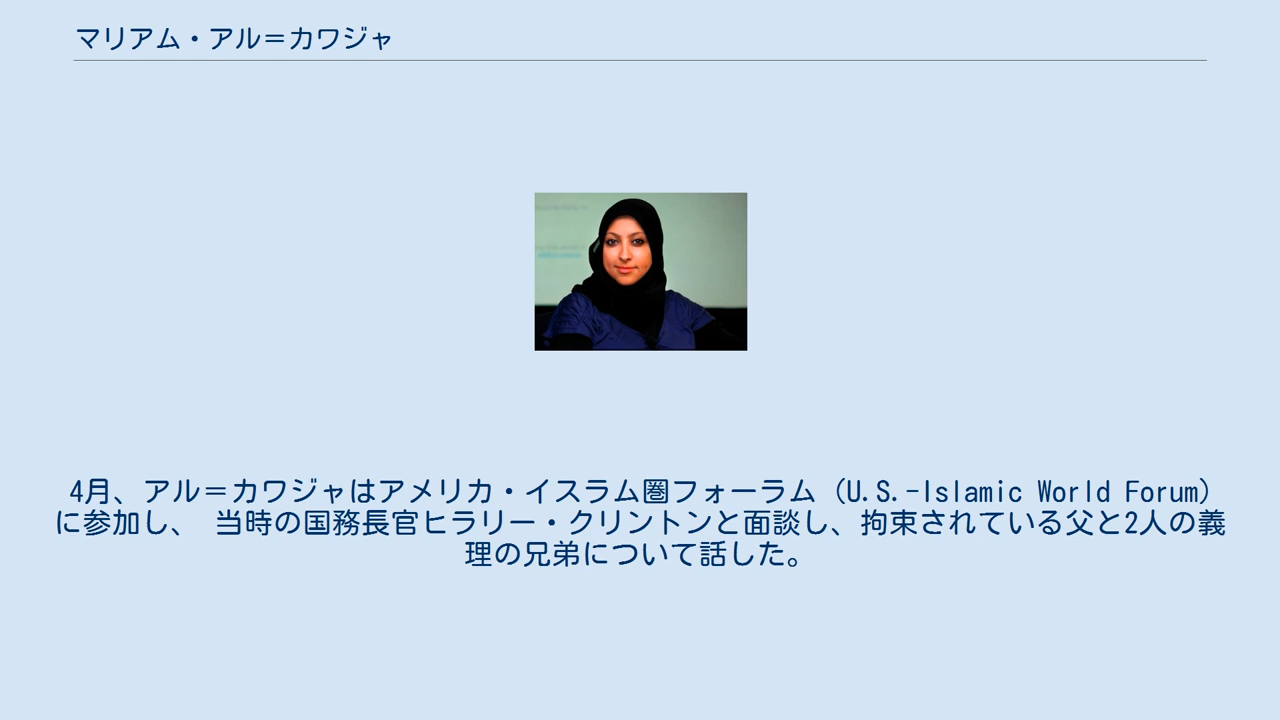 マリアム・アル＝カワジャ
4月、アル＝カワジャはアメリカ・イスラム圏フォーラム（U.S.-Islamic World Forum）
に参加し、 当時の国務長官ヒラリー・クリントンと面談し、拘束されている父と2人の義
理の兄弟について話した。